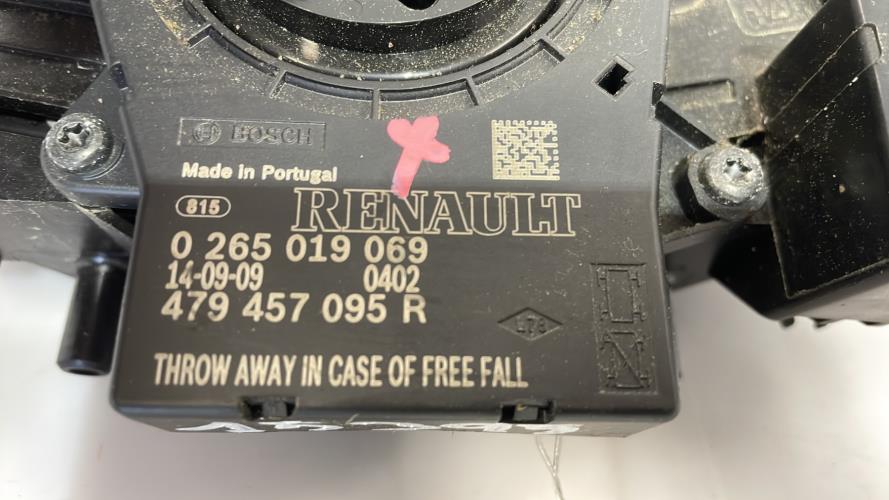 BOSCH
Made in Portugal
815
RENAULT
0 265 019 069
14-09-09 0402
479 457 095 R
THROW AWAY IN CASE OF FREE FALL